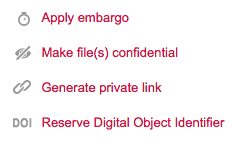 Apply embargo
Make file(s) confidential
Generate private link
DOI Reserve Digital Object Identifier